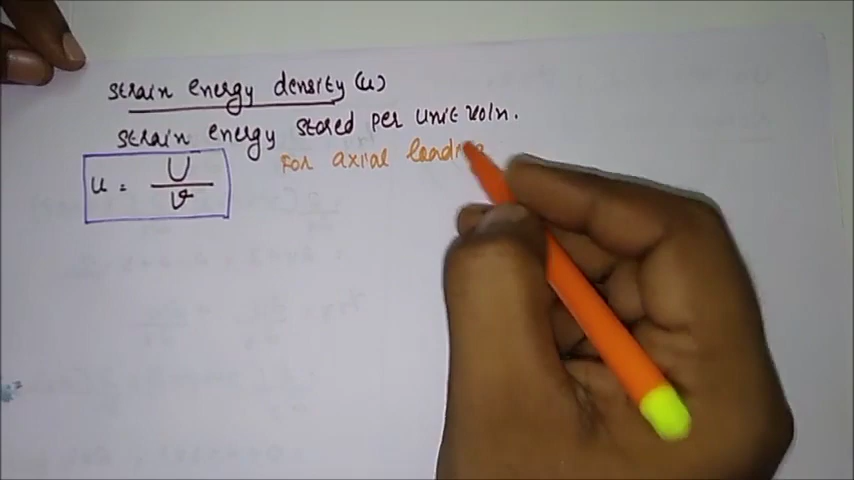 strain energy density (u)
strain energy stored per unit voln.
For axial loading
u = U / V